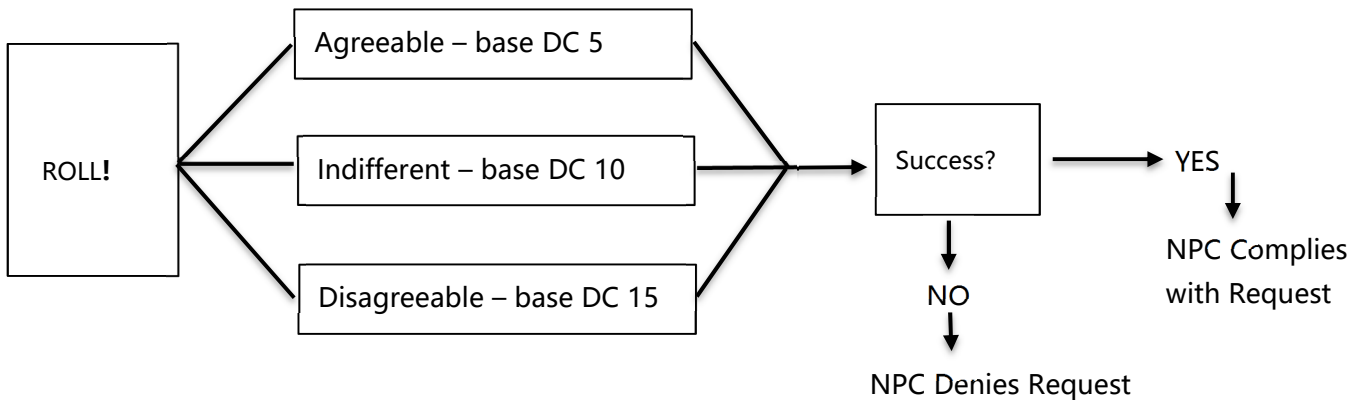 ROLL!
Agreeable – base DC 5
Indifferent – base DC 10
Disagreeable – base DC 15
Success?
YES
NPC Complies
with Request
NO
NPC Denies Request